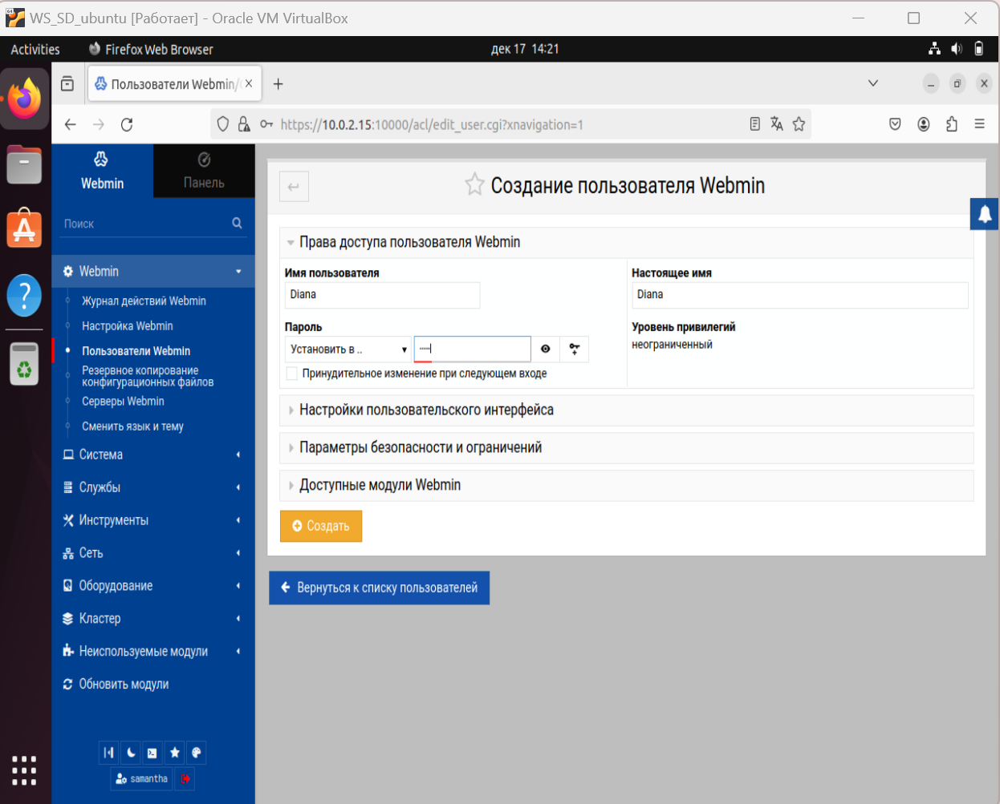 WS_SD_ubuntu [Работает] - Oracle VM VirtualBox
Activities
Firefox Web Browser
дек 17 14:21
Пользователи Webmin/
https://10.0.2.15:10000/acl/edit_user.cgi?xnavigation=1
Webmin
Панель
Поиск
Webmin
Журнал действий Webmin
Настройка Webmin
Пользователи Webmin
Резервное копирование
конфигурационных файлов
Серверы Webmin
Сменить язык и тему
Система
Службы
Инструменты
Сеть
Оборудование
Кластер
Неиспользуемые модули
Обновить модули
samantha
Создание пользователя Webmin
Права доступа пользователя Webmin
Имя пользователя
Diana
Настоящее имя
Diana
Пароль
Установить в ..
Принудительное изменение при следующем входе
Уровень привилегий
неограниченный
Настройки пользовательского интерфейса
Параметры безопасности и ограничений
Доступные модули Webmin
Создать
Вернуться к списку пользователей